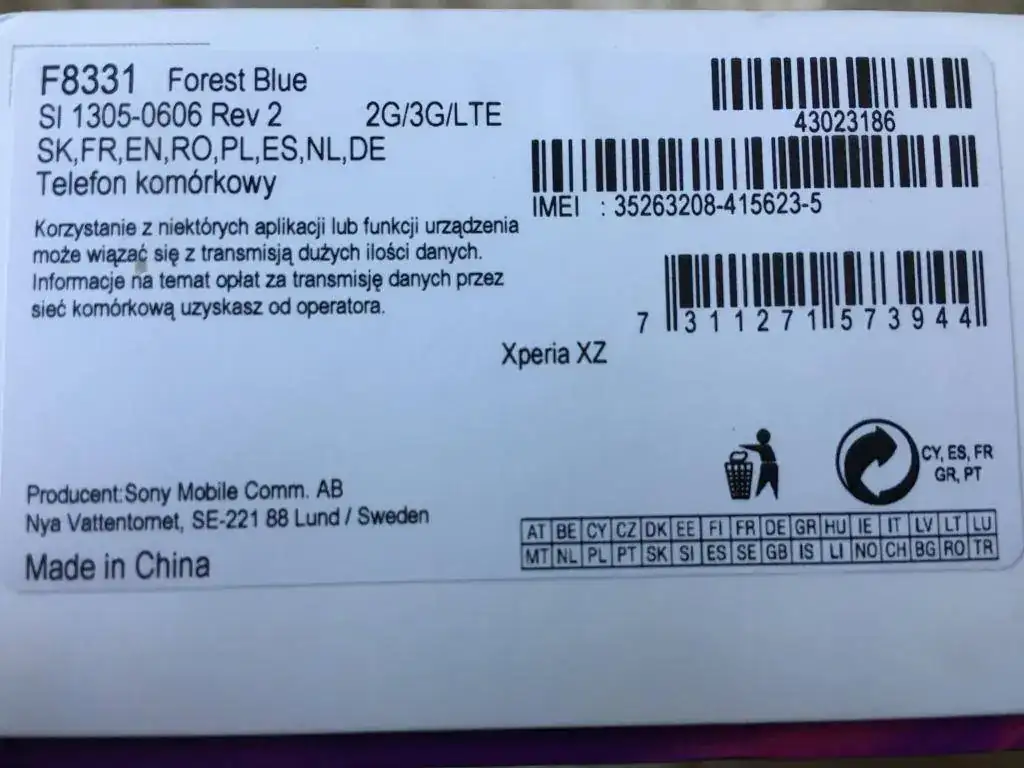 F8331 Forest Blue
SI 1305-0606 Rev 2 2G/3G/LTE
SK,FR,EN,RO,PL,ES,NL,DE
Telefon komórkowy
Korzystanie z niektórych aplikacji lub funkcji urządzenia
może wiązać się z transmisją dużych ilości danych.
Informacje na temat opłat za transmisję danych przez
sieć komórkową uzyskasz od operatora.
43023186
IMEI : 35263208-415623-5
7 311271 573944
Xperia XZ
CY, ES, FR
GR, PT
Producent:Sony Mobile Comm. AB
Nya Vattentornet, SE-221 88 Lund / Sweden
Made in China
AT BE CY CZ DK EE FI FR DE GR HU IE IT LV LT LU
MT NL PL PT SK SI ES SE GB IS LI NO CH BG RO TR